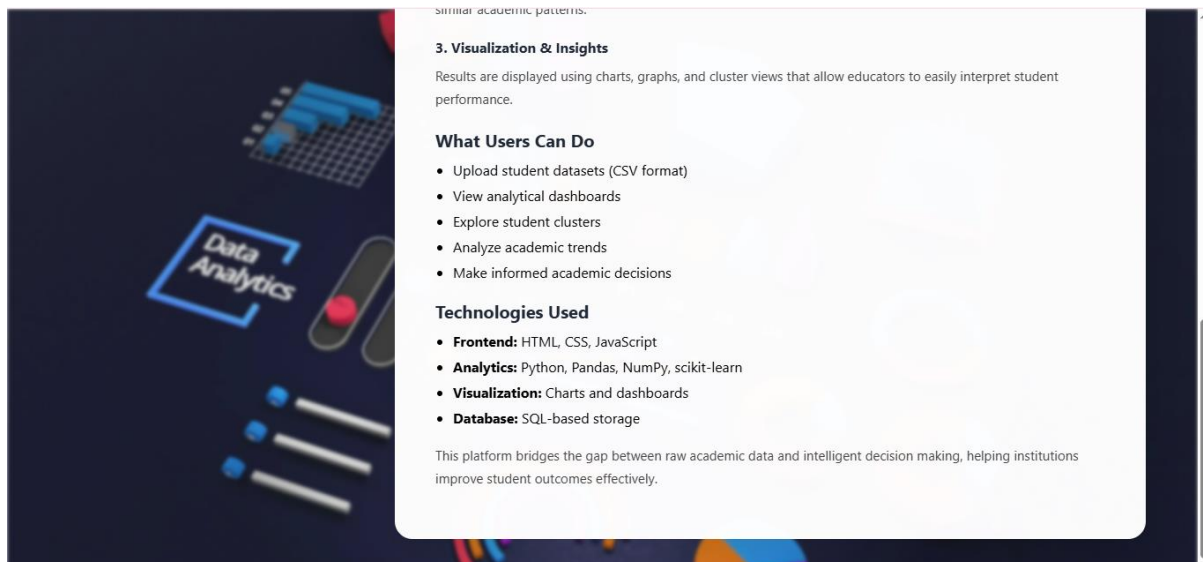 similar academic patterns.
3. Visualization & Insights
Results are displayed using charts, graphs, and cluster views that allow educators to easily interpret student
performance.
What Users Can Do
• Upload student datasets (CSV format)
• View analytical dashboards
• Explore student clusters
• Analyze academic trends
• Make informed academic decisions
Data
Analytics
Technologies Used
• Frontend: HTML, CSS, JavaScript
• Analytics: Python, Pandas, NumPy, scikit-learn
• Visualization: Charts and dashboards
• Database: SQL-based storage
This platform bridges the gap between raw academic data and intelligent decision making, helping institutions
improve student outcomes effectively.